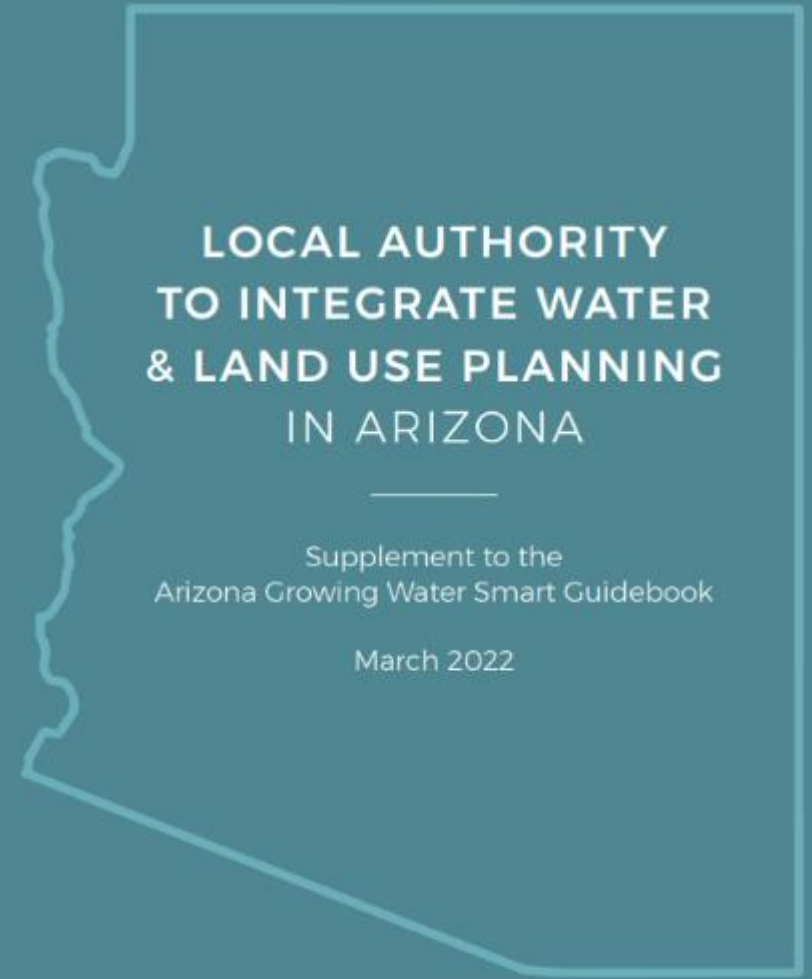 LOCAL AUTHORITY
TO INTEGRATE WATER
& LAND USE PLANNING
IN ARIZONA
Supplement to the
Arizona Growing Water Smart Guidebook
March 2022